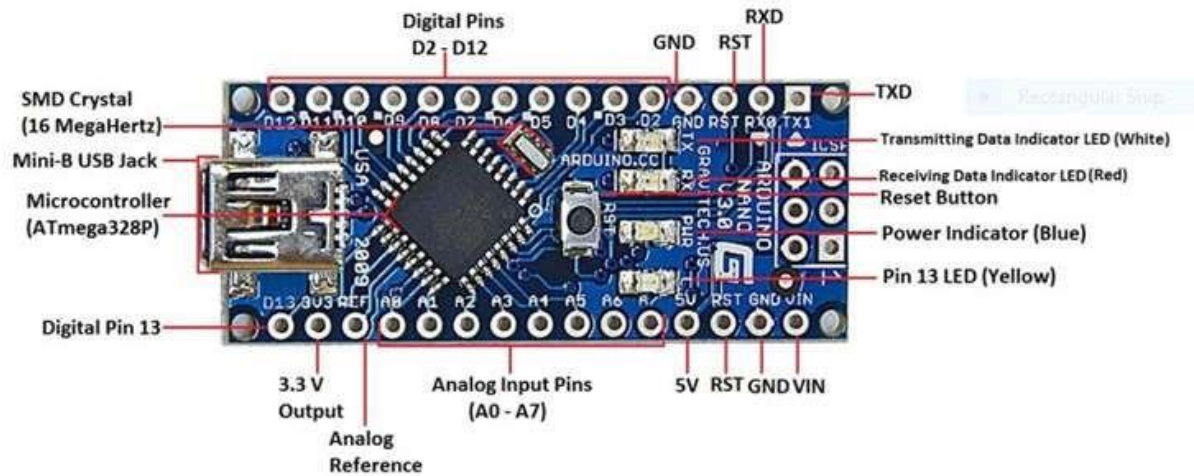 Digital Pins
D2 - D12
GND
RST
RXD
TXD
SMD Crystal
(16 MegaHertz)
Mini-B USB Jack
Microcontroller
(ATmega328P)
Rectangular Snip
Transmitting Data Indicator LED (White)
Receiving Data Indicator LED (Red)
Reset Button
Power Indicator (Blue)
Pin 13 LED (Yellow)
D12 D11 D10 D9 D8 D7 D6 D5 D4 D3 D2 GND RST RX0 TX1
TX
RX
PWR
L
ARDUINO.CC
RST
USA
2009
GRAVITECH.US
ARDUINO
NANO
V3.0
ICSP
1
D13 3V3 REF A0 A1 A2 A3 A4 A5 A6 A7 5V RST GND VIN
Digital Pin 13
3.3 V
Output
Analog
Reference
Analog Input Pins
(A0 - A7)
5V
RST
GND
VIN